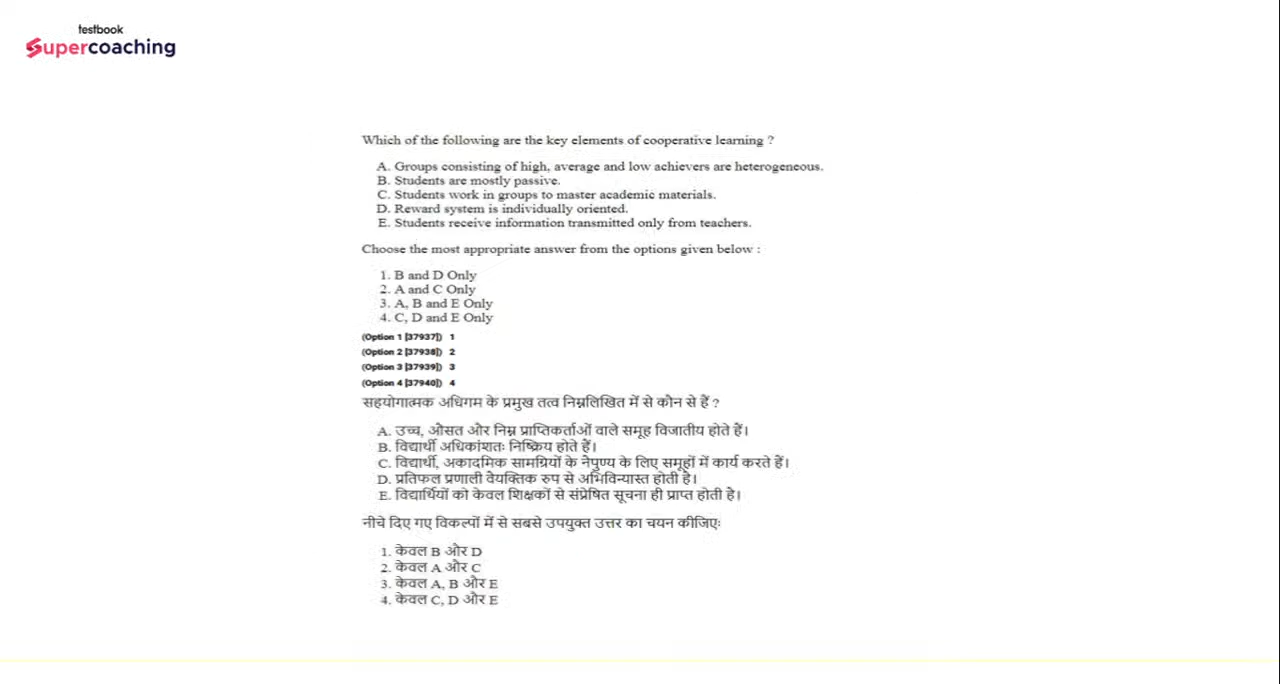 testbook
Supercoaching
Which of the following are the key elements of cooperative learning ?
A. Groups consisting of high, average and low achievers are heterogeneous.
B. Students are mostly passive.
C. Students work in groups to master academic materials.
D. Reward system is individually oriented.
E. Students receive information transmitted only from teachers.
Choose the most appropriate answer from the options given below :
1. B and D Only
2. A and C Only
3. A, B and E Only
4. C, D and E Only
(Option 1 [37937]) 1
(Option 2 [37938]) 2
(Option 3 [37939]) 3
(Option 4 [37940]) 4
सहयोगात्मक अधिगम के प्रमुख तत्व निम्नलिखित में से कौन से हैं ?
A. उच्च, औसत और निम्न प्राप्तिकर्ताओं वाले समूह विजातीय होते हैं।
B. विद्यार्थी अधिकांशतः निष्क्रिय होते हैं।
C. विद्यार्थी, अकादमिक सामग्रियों के नैपुण्य के लिए समूहों में कार्य करते हैं।
D. प्रतिफल प्रणाली वैयक्तिक रुप से अभिविन्यास्त होती है।
E. विद्यार्थियों को केवल शिक्षकों से संप्रेषित सूचना ही प्राप्त होती है।
नीचे दिए गए विकल्पों में से सबसे उपयुक्त उत्तर का चयन कीजिए:
1. केवल B और D
2. केवल A और C
3. केवल A, B और E
4. केवल C, D और E